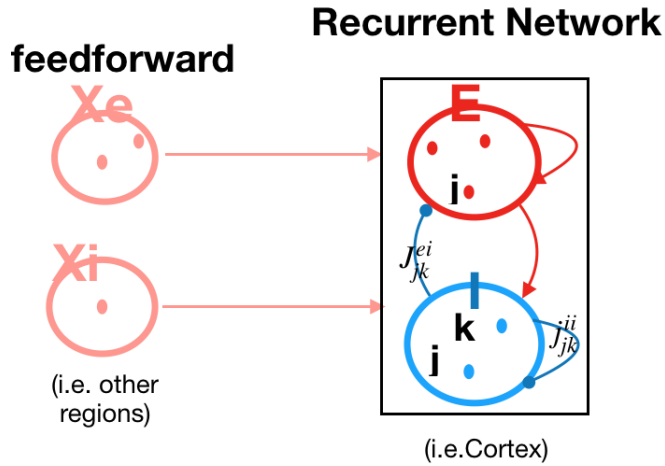 Recurrent Network
feedforward
Xe
E
j
J^{ei}_{jk}
Xi
I
k
j
J^{ii}_{jk}
(i.e. other
regions)
(i.e.Cortex)